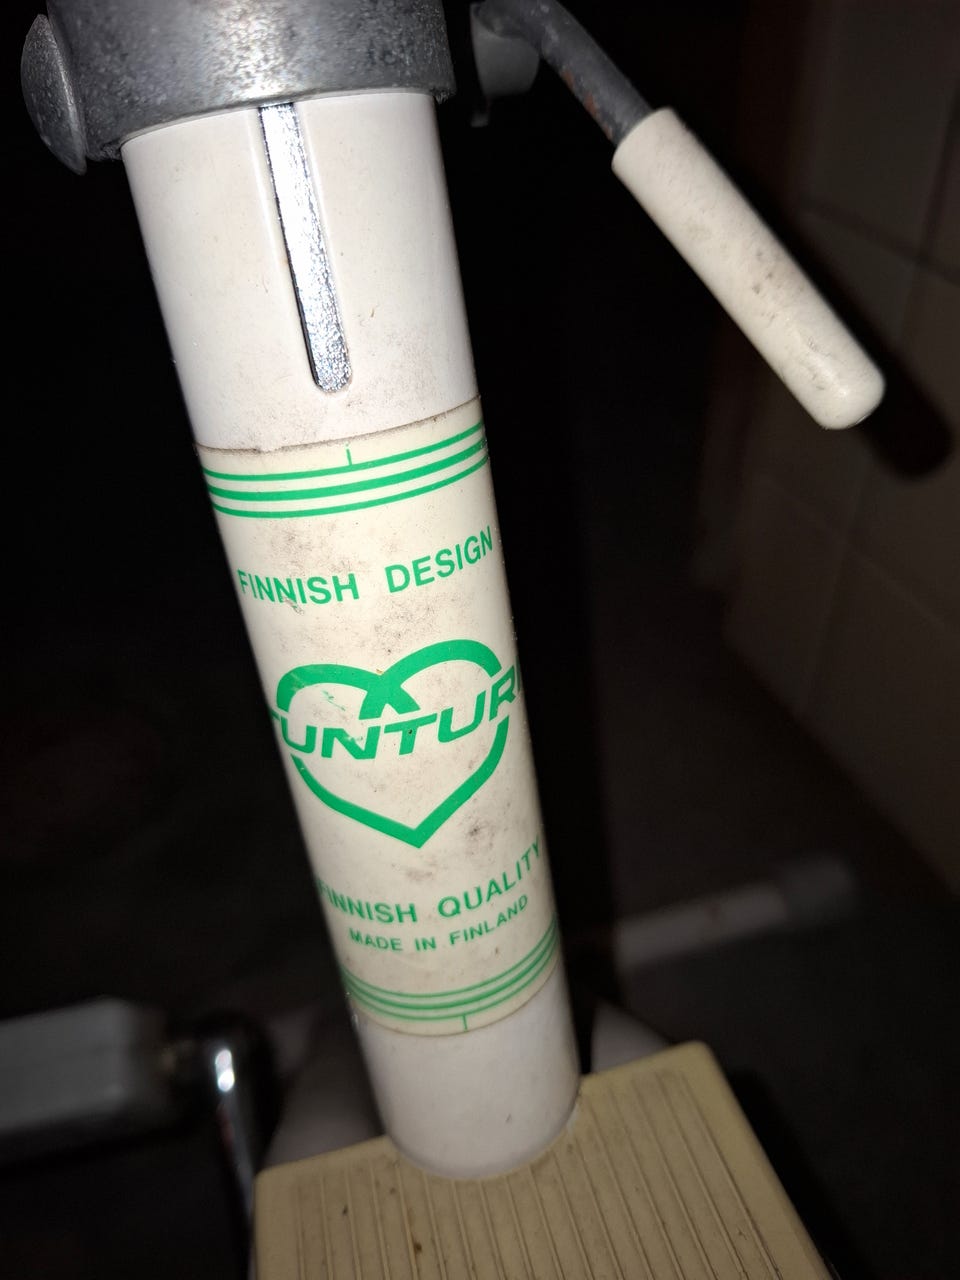 FINNISH DESIGN
TUNTURI
FINNISH QUALITY
MADE IN FINLAND